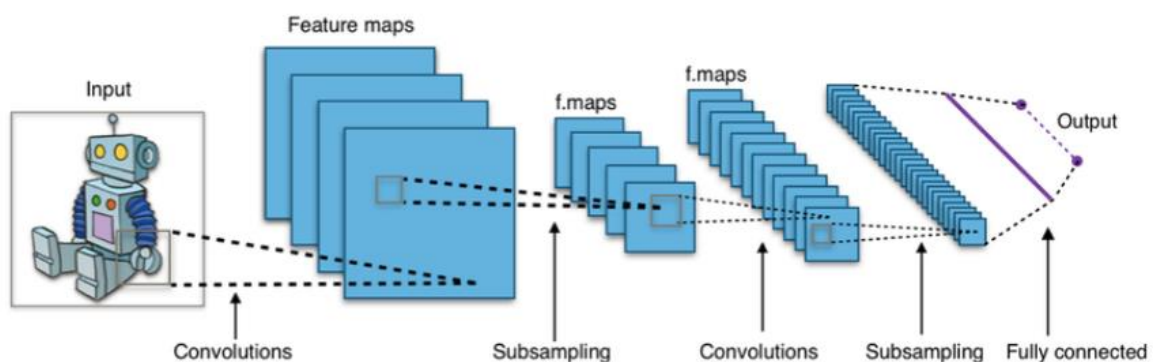 Feature maps
Input
f.maps
f.maps
Output
Convolutions
Subsampling
Convolutions
Subsampling
Fully connected